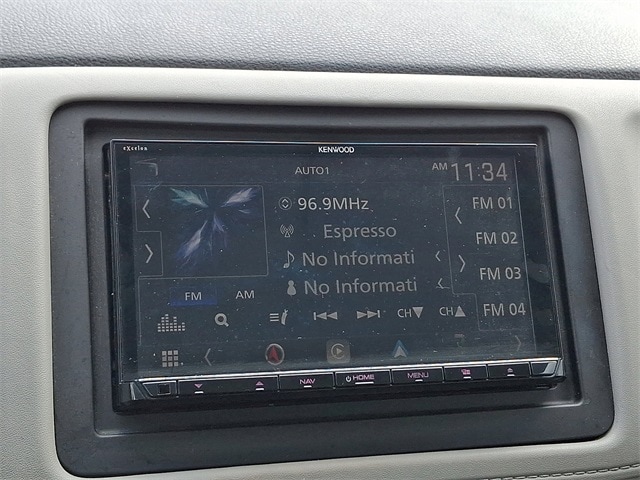 eXcelon
KENWOOD
AUTO1
AM 11:34
96.9MHz
Espresso
No Informati
No Informati
FM 01
FM 02
FM 03
FM 04
FM
AM
CH▼
CH▲
NAV
HOME
MENU